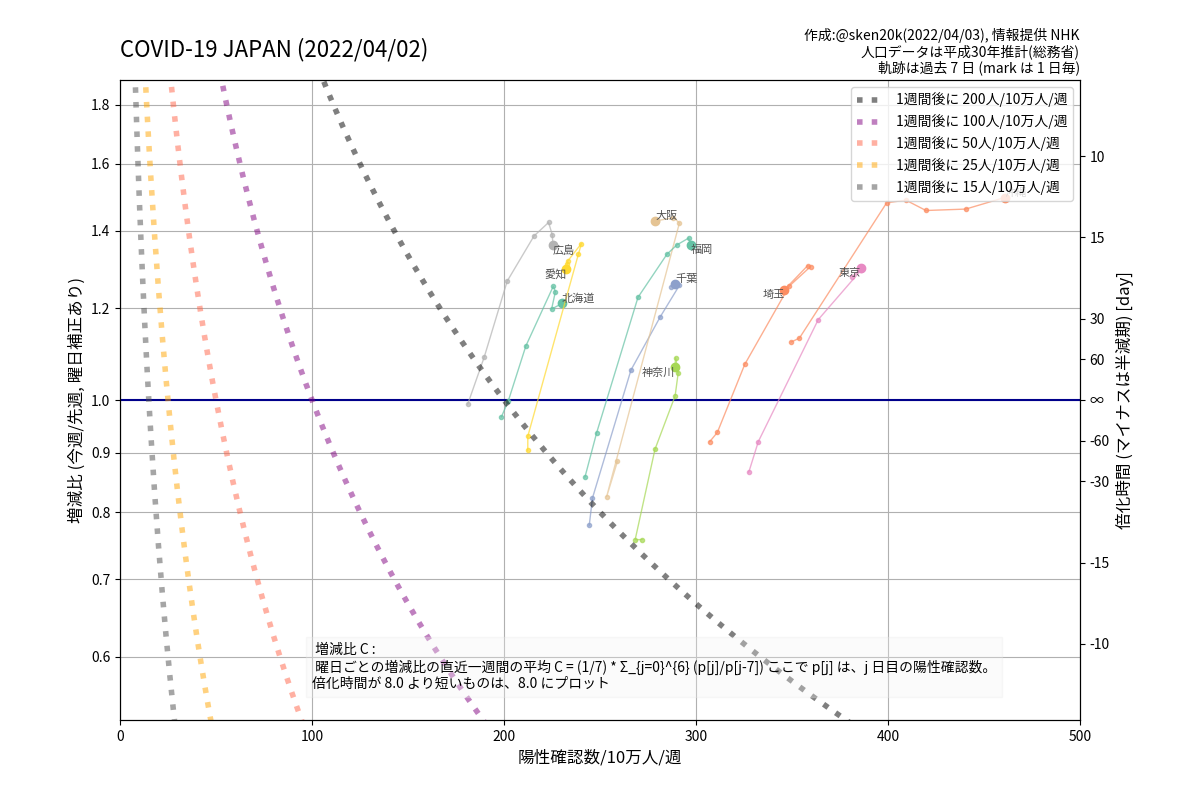 COVID-19 JAPAN (2022/04/02)
作成:@sken20k(2022/04/03), 情報提供 NHK
人口データは平成30年推計(総務省)
軌跡は過去 7 日 (mark は 1 日毎)
1週間後に 200人/10万人/週
1週間後に 100人/10万人/週
1週間後に 50人/10万人/週
1週間後に 25人/10万人/週
1週間後に 15人/10万人/週
増減比 (今週/先週, 曜日補正あり)
1.8
1.6
1.4
1.2
1.0
0.9
0.8
0.7
0.6
大阪
広島
福岡
愛知
千葉
東京
北海道
埼玉
神奈川
10
15
30
60
∞
-60
-30
-15
-10
倍化時間 (マイナスは半減期) [day]
増減比 C :
曜日ごとの増減比の直近一週間の平均 C = (1/7) * Σ_{j=0}^{6} (p[j]/p[j-7]) ここで p[j] は、j 日目の陽性確認数。
倍化時間が 8.0 より短いものは、8.0 にプロット
0
100
200
300
400
500
陽性確認数/10万人/週